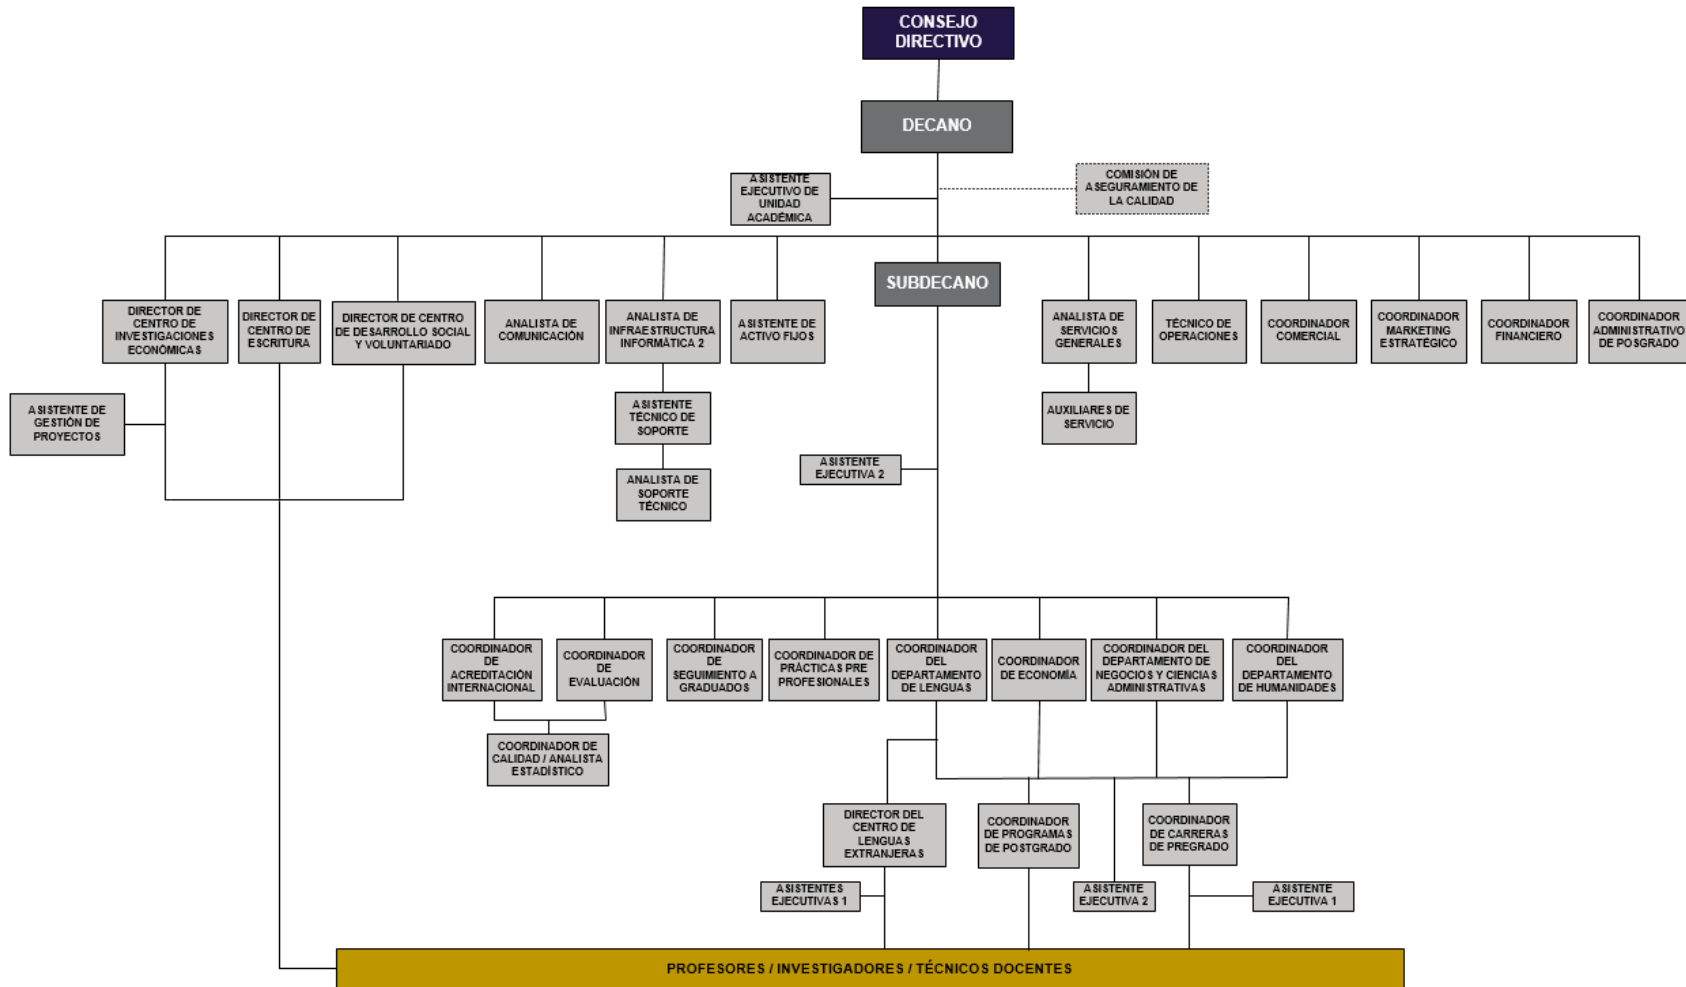 CONSEJO
DIRECTIVO
DECANO
ASISTENTE
EJECUTIVO DE
UNIDAD
ACADÉMICA
COMISIÓN DE
ASEGURAMIENTO DE
LA CALIDAD
SUBDECANO
DIRECTOR DE
CENTRO DE
INVESTIGACIONES
ECONÓMICAS
DIRECTOR DE
CENTRO DE
ESCRITURA
DIRECTOR DE CENTRO
DE DESARROLLO SOCIAL
Y VOLUNTARIADO
ANALISTA DE
COMUNICACIÓN
ANALISTA DE
INFRAESTRUCTURA
INFORMÁTICA 2
ASISTENTE DE
ACTIVO FIJOS
ANALISTA DE
SERVICIOS
GENERALES
TÉCNICO DE
OPERACIONES
COORDINADOR
COMERCIAL
COORDINADOR
MARKETING
ESTRATÉGICO
COORDINADOR
FINANCIERO
COORDINADOR
ADMINISTRATIVO
DE POSGRADO
ASISTENTE DE
GESTIÓN DE
PROYECTOS
ASISTENTE
TÉCNICO DE
SOPORTE
AUXILIARES DE
SERVICIO
ANALISTA DE
SOPORTE
TÉCNICO
ASISTENTE
EJECUTIVA 2
COORDINADOR
DE
ACREDITACIÓN
INTERNACIONAL
COORDINADOR
DE
EVALUACIÓN
COORDINADOR
DE
SEGUIMIENTO A
GRADUADOS
COORDINADOR DE
PRÁCTICAS PRE
PROFESIONALES
COORDINADOR
DEL
DEPARTAMENTO
DE LENGUAS
COORDINADOR
DE ECONOMÍA
COORDINADOR DEL
DEPARTAMENTO DE
NEGOCIOS Y CIENCIAS
ADMINISTRATIVAS
COORDINADOR
DEL
DEPARTAMENTO
DE HUMANIDADES
COORDINADOR DE
CALIDAD / ANALISTA
ESTADÍSTICO
DIRECTOR DEL
CENTRO DE
LENGUAS
EXTRANJERAS
COORDINADOR
DE PROGRAMAS
DE POSTGRADO
COORDINADOR
DE CARRERAS
DE PREGRADO
ASISTENTES
EJECUTIVAS 1
ASISTENTE
EJECUTIVA 2
ASISTENTE
EJECUTIVA 1
PROFESORES / INVESTIGADORES / TÉCNICOS DOCENTES